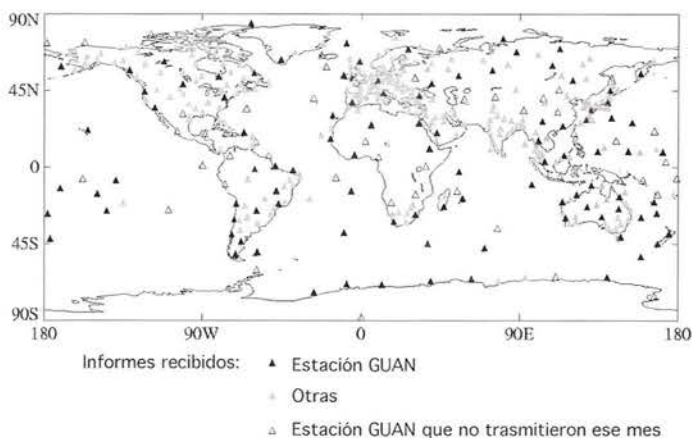 90N
45N
0
45S
90S
180 90W 0 90E 180
Informes recibidos: Estación GUAN
Otras
Estación GUAN que no trasmitieron ese mes